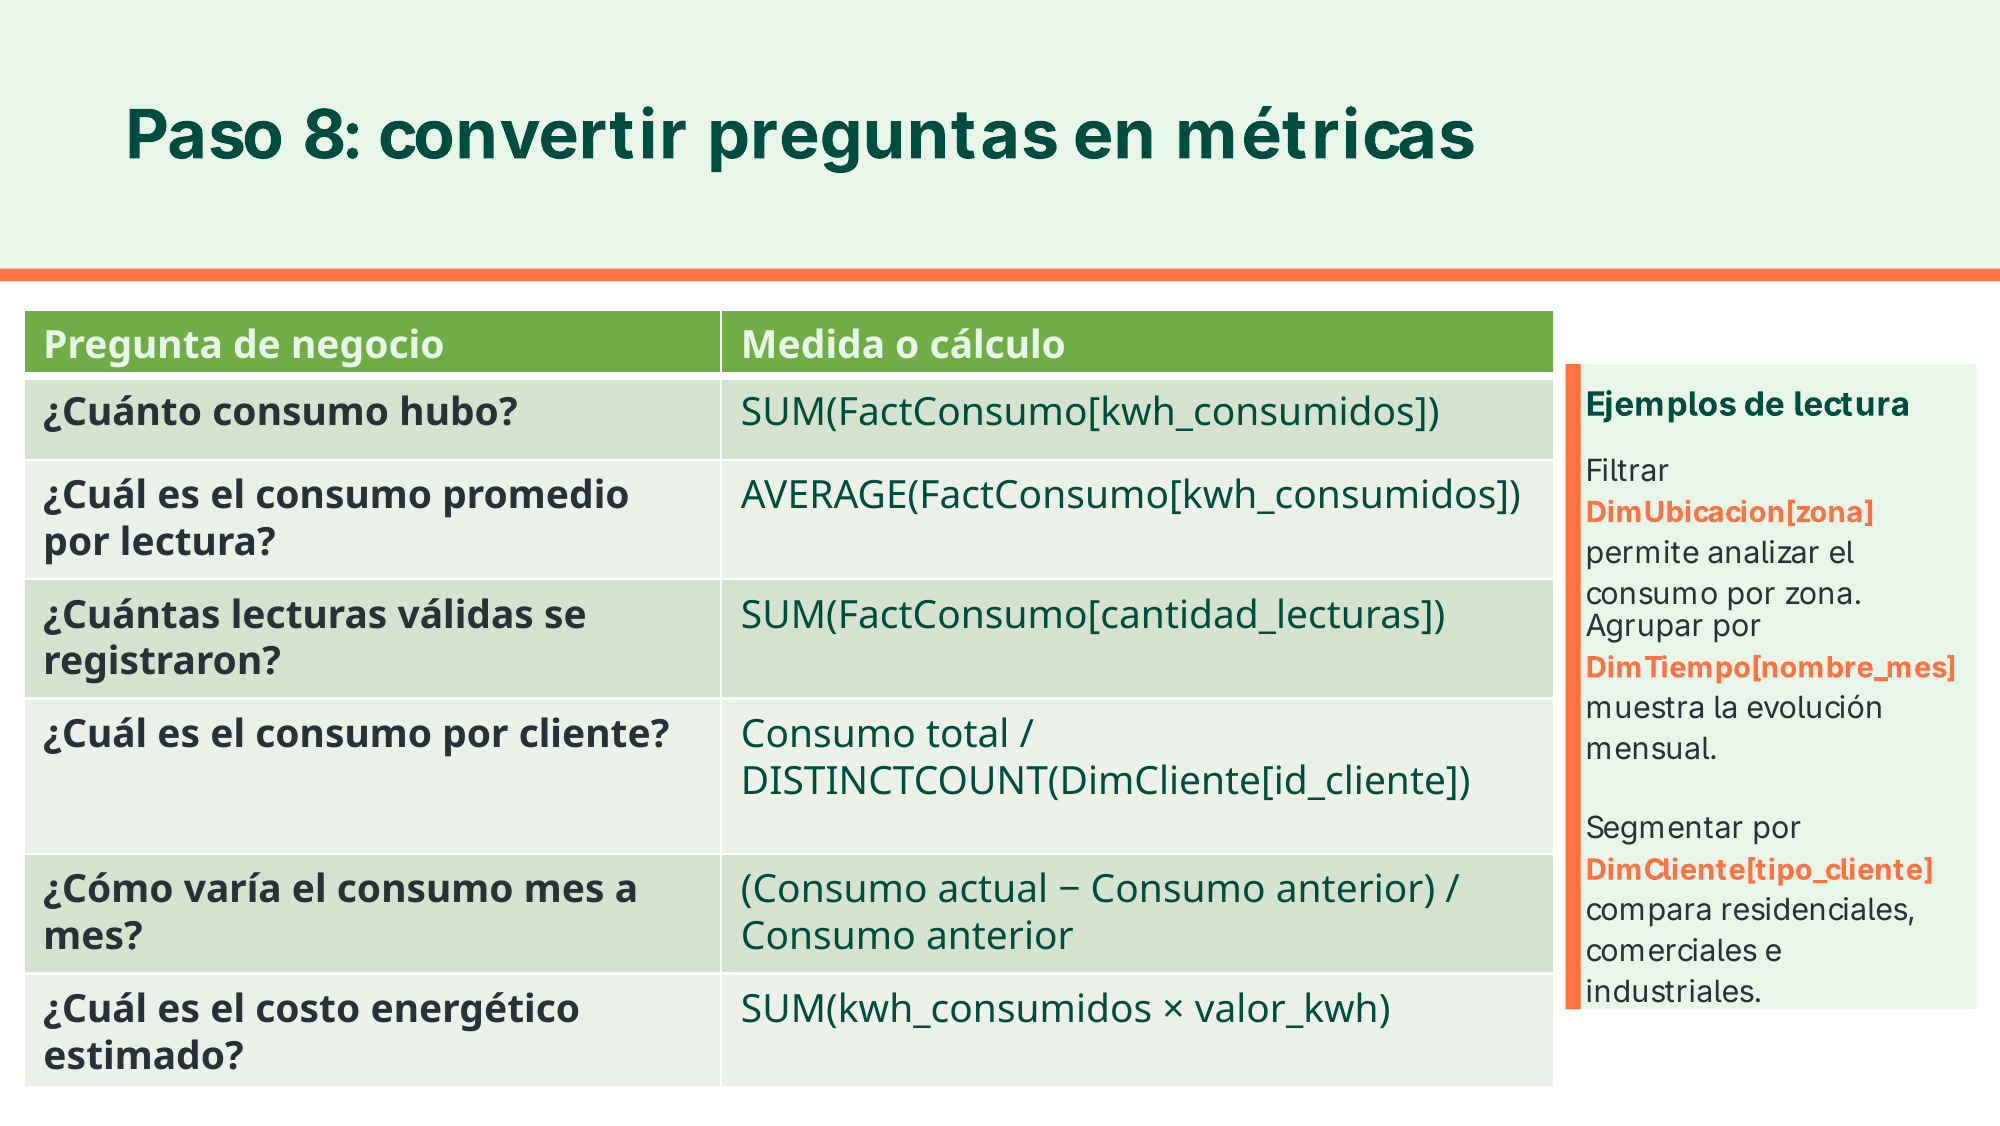 Paso 8: convertir preguntas en métricas
Pregunta de negocio
Medida o cálculo
¿Cuánto consumo hubo?
SUM(FactConsumo[kwh_consumidos])
¿Cuál es el consumo promedio
por lectura?
AVERAGE(FactConsumo[kwh_consumidos])
¿Cuántas lecturas válidas se
registraron?
SUM(FactConsumo[cantidad_lecturas])
¿Cuál es el consumo por cliente?
Consumo total /
DISTINCTCOUNT(DimCliente[id_cliente])
¿Cómo varía el consumo mes a
mes?
(Consumo actual − Consumo anterior) /
Consumo anterior
¿Cuál es el costo energético
estimado?
SUM(kwh_consumidos × valor_kwh)
Ejemplos de lectura
Filtrar
DimUbicacion[zona]
permite analizar el
consumo por zona.
Agrupar por
DimTiempo[nombre_mes]
muestra la evolución
mensual.
Segmentar por
DimCliente[tipo_cliente]
compara residenciales,
comerciales e
industriales.